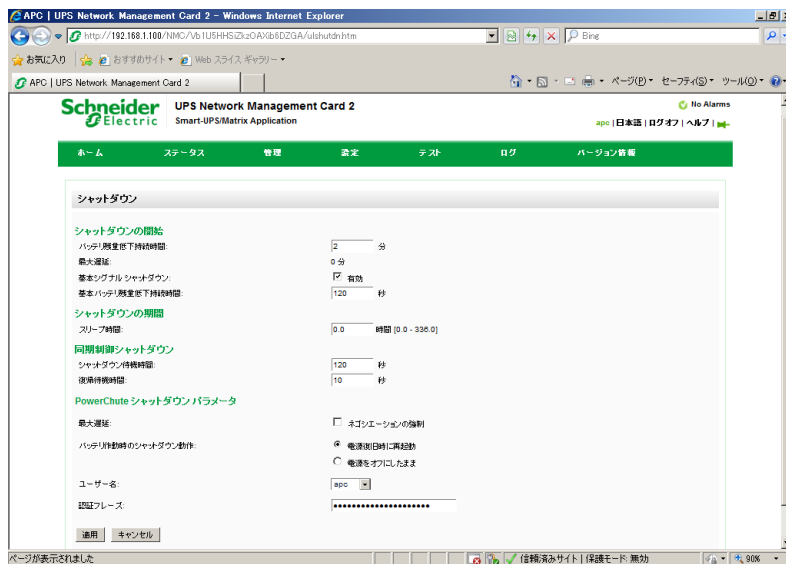 APC | UPS Network Management Card 2 - Windows Internet Explorer
http://192.168.1.100/NMC/Vb1U5HHSiZkzOAXb6DZGA/ulshutdn.htm
Bing
お気に入り おすすめサイト Web スライス ギャラリー
APC | UPS Network Management Card 2
ページ(P) セーフティ(S) ツール(O)
Schneider Electric
UPS Network Management Card 2
Smart-UPS/Matrix Application
No Alarms
apc | 日本語 | ログオフ | ヘルプ |
ホーム ステータス 管理 設定 テスト ログ バージョン情報
シャットダウン
シャットダウンの開始
バッテリ残量低下持続時間: 2 分
最大遅延: 0 分
基本シグナル シャットダウン: 有効
基本バッテリ残量低下持続時間: 120 秒
シャットダウンの期間
スリープ時間: 0.0 時間 [0.0 - 336.0]
同期制御シャットダウン
シャットダウン待機時間: 120 秒
復帰待機時間: 10 秒
PowerChute シャットダウン パラメータ
最大遅延: ネゴシエーションの強制
バッテリ作動時のシャットダウン動作: 電源復旧時に再起動
電源をオフにしたまま
ユーザー名: apc
認証フレーズ: ••••••••••••••••••••
適用 キャンセル
ページが表示されました
信頼済みサイト | 保護モード: 無効
90%